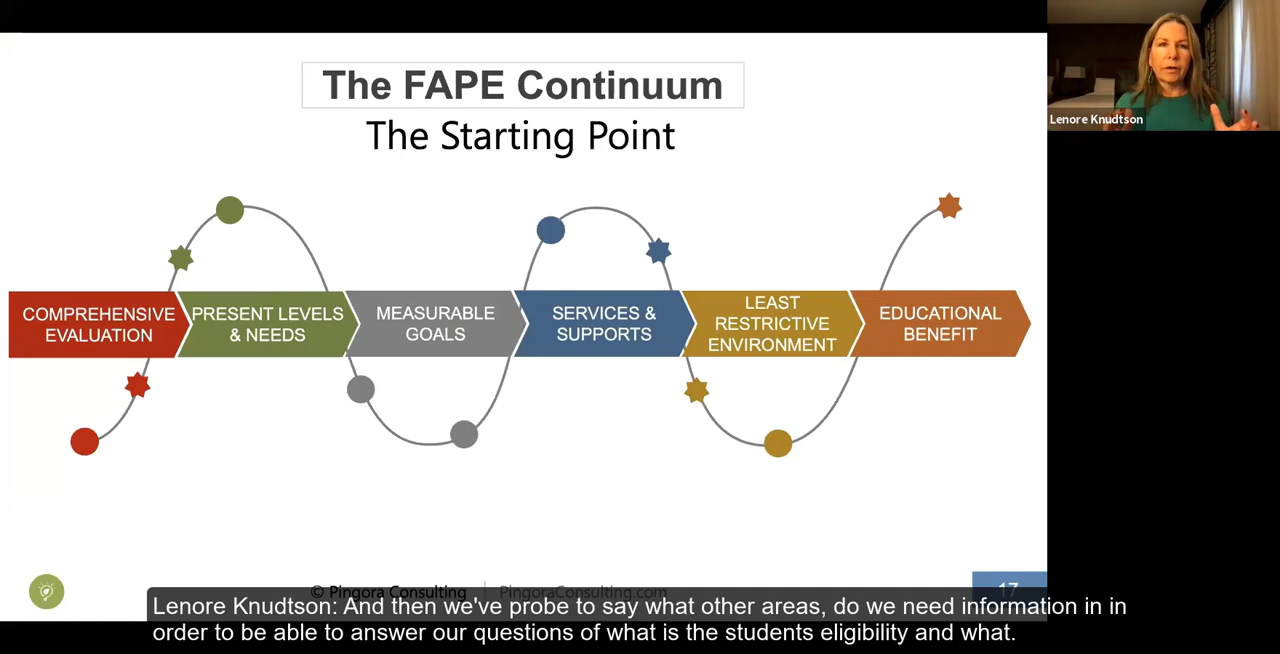 The FAPE Continuum
The Starting Point
Lenore Knudtson
COMPREHENSIVE
EVALUATION
PRESENT LEVELS
& NEEDS
MEASURABLE
GOALS
SERVICES &
SUPPORTS
LEAST
RESTRICTIVE
ENVIRONMENT
EDUCATIONAL
BENEFIT
© Pingora Consulting | PingoraConsulting.com
17
Lenore Knudtson: And then we've probe to say what other areas, do we need information in in
order to be able to answer our questions of what is the students eligibility and what.